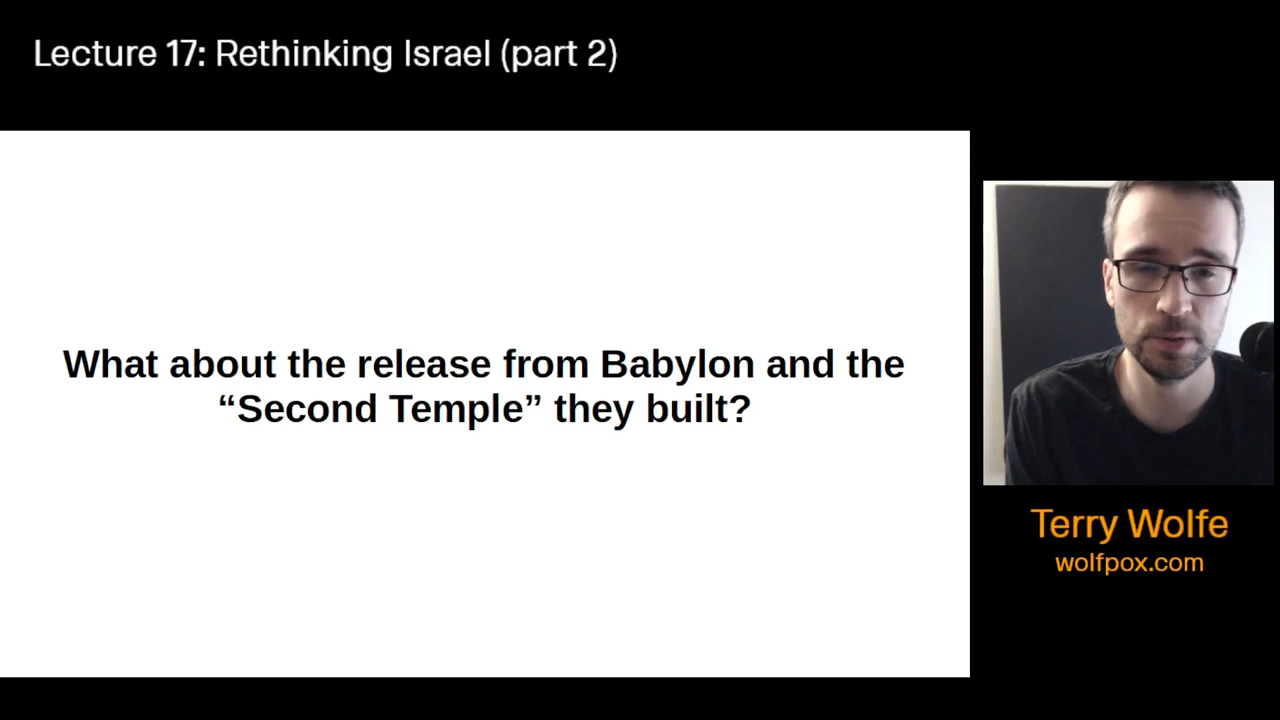 Lecture 17: Rethinking Israel (part 2)
What about the release from Babylon and the
“Second Temple” they built?
Terry Wolfe
wolfpox.com